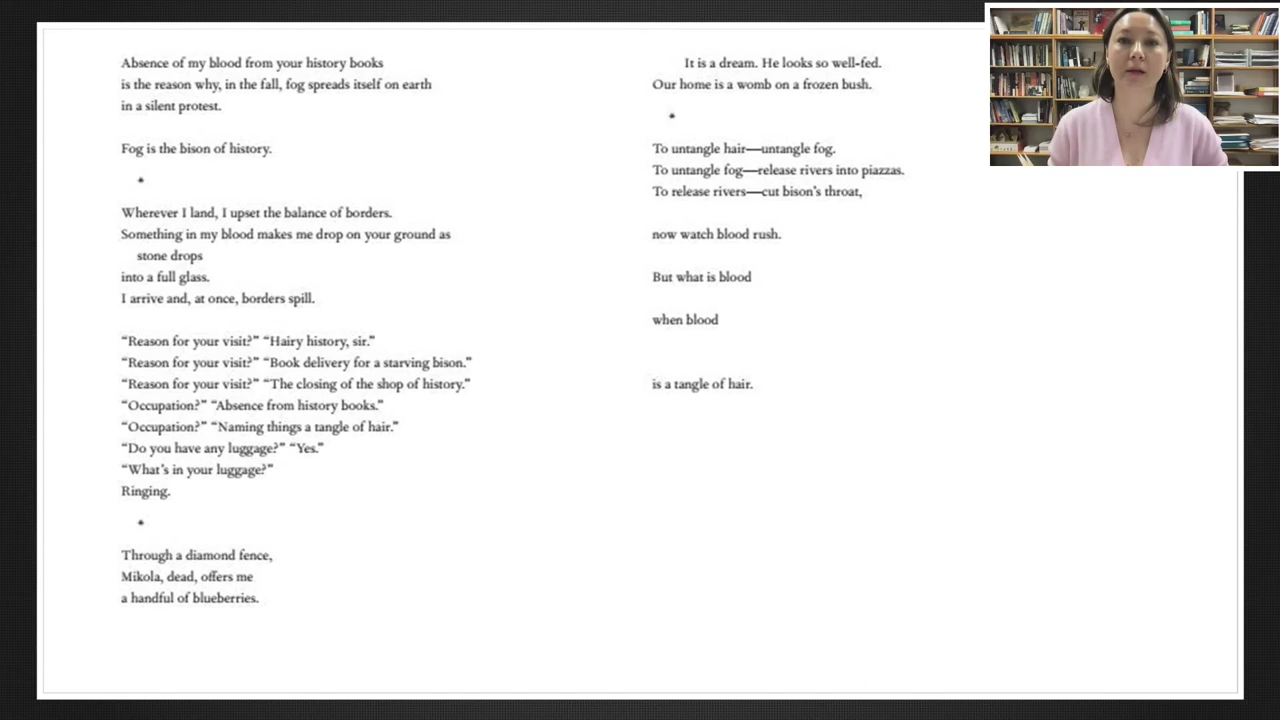 Absence of my blood from your history books
is the reason why, in the fall, fog spreads itself on earth
in a silent protest.
Fog is the bison of history.
*
Wherever I land, I upset the balance of borders.
Something in my blood makes me drop on your ground as
stone drops
into a full glass.
I arrive and, at once, borders spill.
“Reason for your visit?” “Hairy history, sir.”
“Reason for your visit?” “Book delivery for a starving bison.”
“Reason for your visit?” “The closing of the shop of history.”
“Occupation?” “Absence from history books.”
“Occupation?” “Naming things a tangle of hair.”
“Do you have any luggage?” “Yes.”
“What’s in your luggage?”
Ringing.
*
Through a diamond fence,
Mikola, dead, offers me
a handful of blueberries.
It is a dream. He looks so well-fed.
Our home is a womb on a frozen bush.
*
To untangle hair—untangle fog.
To untangle fog—release rivers into piazzas.
To release rivers—cut bison’s throat,
now watch blood rush.
But what is blood
when blood
is a tangle of hair.